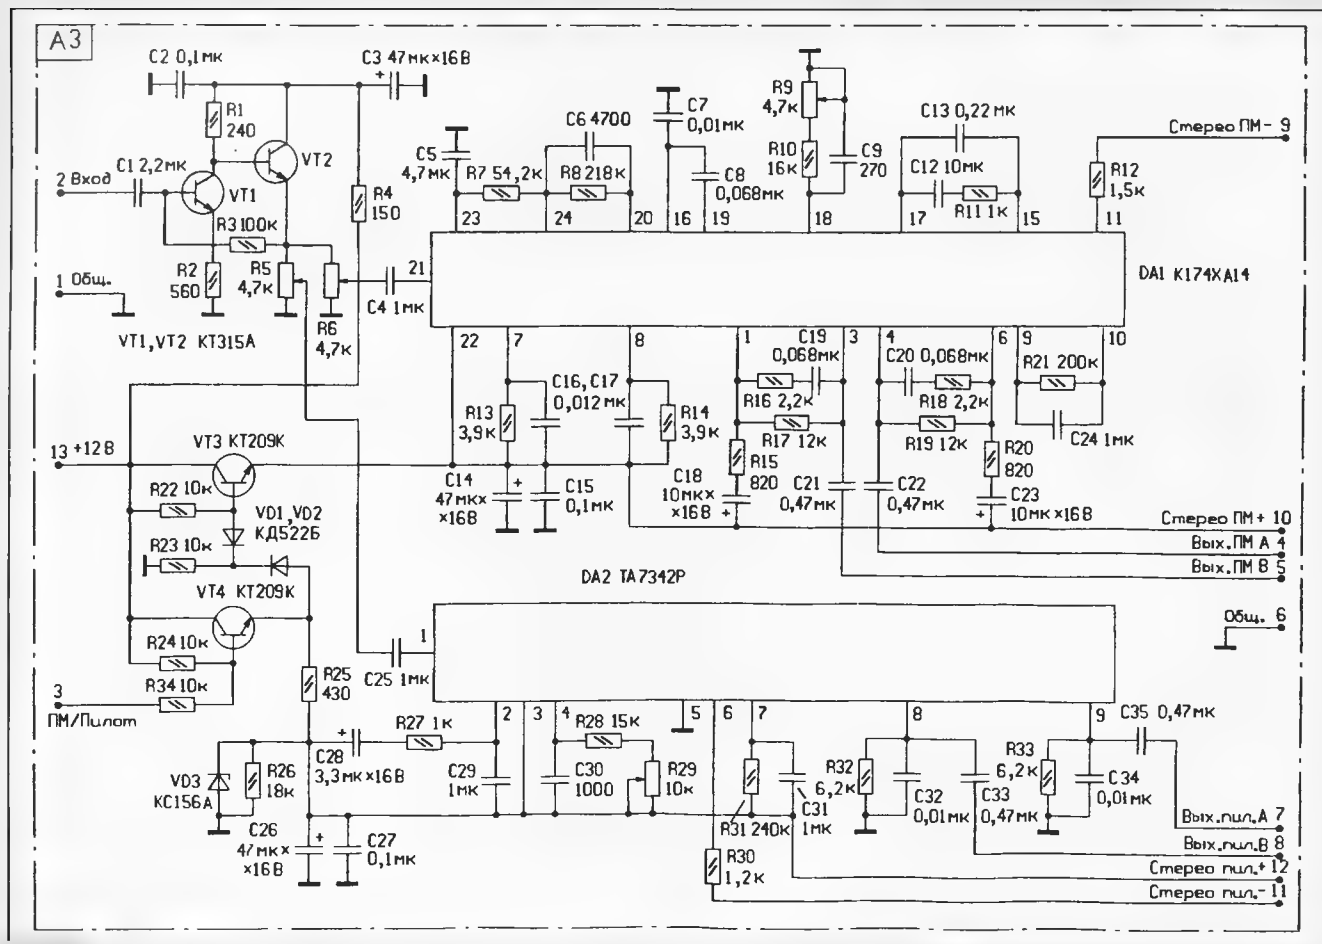 А3
C2 0,1мк
C3 47мк×16В
+
R1
240
VT2
C1 2,2мк
2 Вход
VT1
R4
150
R3 100к
R2
560
R5
4,7к
R6
4,7к
1 Общ.
VT1, VT2 КТ315А
C4 1мк
21
C5
4,7мк
C6 4700
R7 54,2к
R8 218к
C7
0,01мк
C8
0,068мк
R9
4,7к
R10
16к
C9
270
C13 0,22мк
C12 10мк
R11 1к
R12
1,5к
Стерео ПМ- 9
23
24
20
16
19
18
17
15
11
DA1 К174ХА14
22
7
8
1
3
4
6
9
10
R13
3,9к
C16, C17
0,012мк
R14
3,9к
C19
0,068мк
R16 2,2к
R17 12к
R15
820
C20 0,068мк
R18 2,2к
R19 12к
R20
820
R21 200к
C24 1мк
13 +12В
VT3 КТ209К
R22 10к
VD1, VD2
КД522Б
R23 10к
C14
47мк×
×16В
+
C15
0,1мк
C18
10мк×
×16В
+
C21
0,47мк
C22
0,47мк
C23
10мк×16В
+
Стерео ПМ+ 10
Вых. ПМ А 4
Вых. ПМ В 5
VT4 КТ209К
DA2 TA7342P
Общ. 6
R24 10к
R34 10к
3
ПМ/Пилот
R25
430
C25 1мк
1
2
3
4
5
6
7
8
9
+
C28
3,3мк×16В
R27 1к
C29
1мк
R28 15к
C30
1000
R29
10к
R31 240к
C31
1мк
R32
6,2к
C32
0,01мк
C33
0,47мк
R33
6,2к
C34
0,01мк
C35 0,47мк
VD3
КС156А
R26
18к
C26
47мк×
×16В
+
C27
0,1мк
R30
1,2к
Вых.пил.А 7
Вых.пил.В 8
Стерео пил.+ 12
Стерео пил.- 11